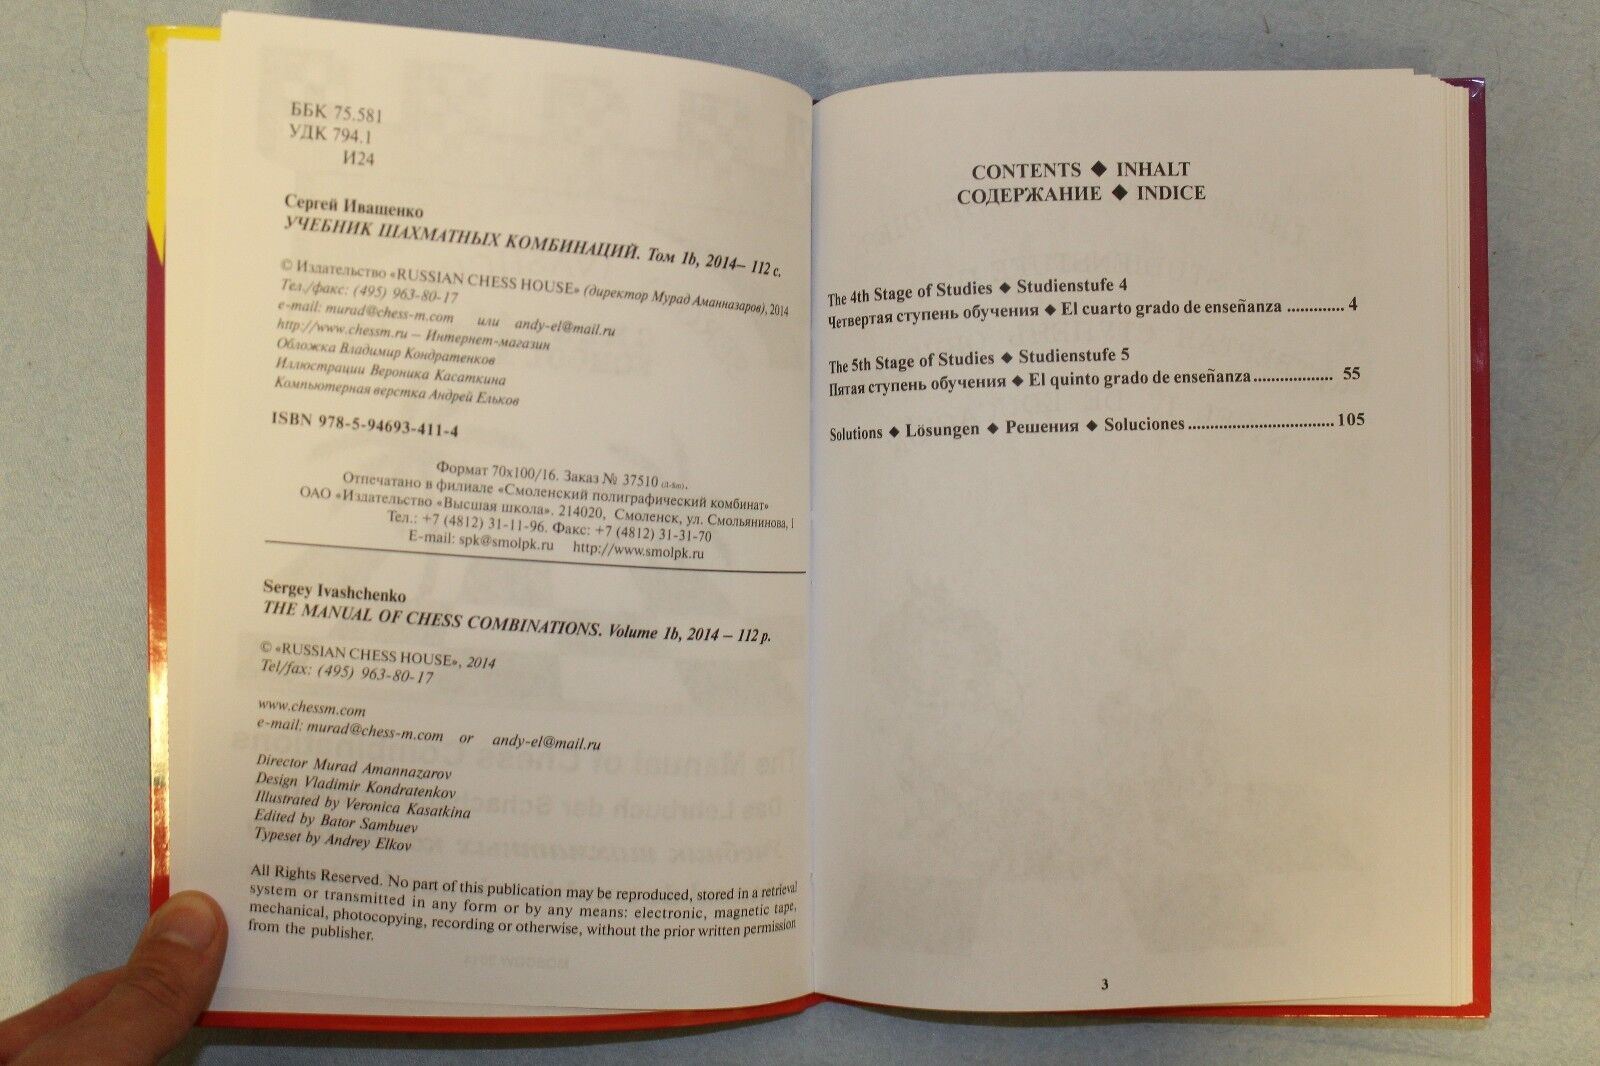 ББК 75.581
УДК 794.1
И24
Сергей Иващенко
УЧЕБНИК ШАХМАТНЫХ КОМБИНАЦИЙ. Том 1b, 2014– 112 с.
© Издательство «RUSSIAN CHESS HOUSE» (директор Мурад Аманназаров), 2014
Тел./факс: (495) 963-80-17
e-mail: murad@chess-m.com или andy-el@mail.ru
http://www.chessm.ru – Интернет-магазин
Обложка Владимир Кондратенков
Иллюстрации Вероника Касаткина
Компьютерная верстка Андрей Ельков
ISBN 978-5-94693-411-4
Формат 70x100/16. Заказ № 37510 (Л-Sm).
Отпечатано в филиале «Смоленский полиграфический комбинат»
ОАО «Издательство «Высшая школа». 214020, Смоленск, ул. Смольянинова, 1
Тел.: +7 (4812) 31-11-96. Факс: +7 (4812) 31-31-70
E-mail: spk@smolpk.ru http://www.smolpk.ru
Sergey Ivashchenko
THE MANUAL OF CHESS COMBINATIONS. Volume 1b, 2014 – 112 p.
© «RUSSIAN CHESS HOUSE», 2014
Tel/fax: (495) 963-80-17
www.chessm.com
e-mail: murad@chess-m.com or andy-el@mail.ru
Director Murad Amannazarov
Design Vladimir Kondratenkov
Illustrated by Veronica Kasatkina
Edited by Bator Sambuev
Typeset by Andrey Elkov
All Rights Reserved. No part of this publication may be reproduced, stored in a retrieval
system or transmitted in any form or by any means: electronic, magnetic tape,
mechanical, photocopying, recording or otherwise, without the prior written permission
from the publisher.
CONTENTS ◆ INHALT
СОДЕРЖАНИЕ ◆ INDICE
The 4th Stage of Studies ◆ Studienstufe 4
Четвертая ступень обучения ◆ El cuarto grado de enseñanza ............. 4
The 5th Stage of Studies ◆ Studienstufe 5
Пятая ступень обучения ◆ El quinto grado de enseñanza.................. 55
Solutions ◆ Lösungen ◆ Решения ◆ Soluciones................................. 105
3